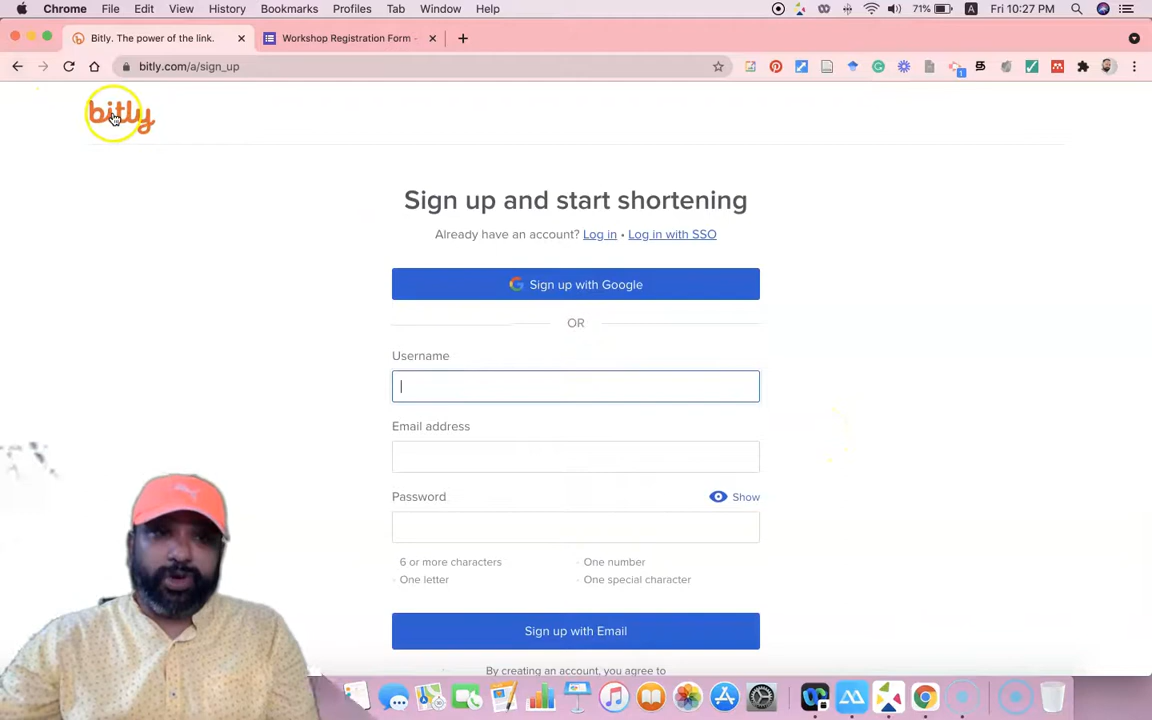 Chrome File Edit View History Bookmarks Profiles Tab Window Help 71% A Fri 10:27 PM
Bitly. The power of the link. Workshop Registration Form -
bitly.com/a/sign_up 1
bitly
Sign up and start shortening
Already have an account? Log in • Log in with SSO
Sign up with Google
OR
Username
Email address
Password Show
6 or more characters One number
One letter One special character
Sign up with Email
By creating an account, you agree to